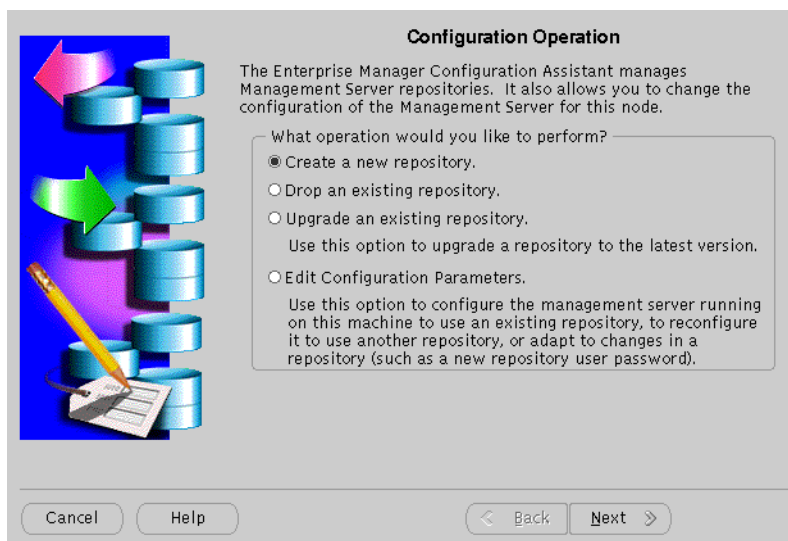 Configuration Operation
The Enterprise Manager Configuration Assistant manages
Management Server repositories. It also allows you to change the
configuration of the Management Server for this node.
What operation would you like to perform?
Create a new repository.
Drop an existing repository.
Upgrade an existing repository.
Use this option to upgrade a repository to the latest version.
Edit Configuration Parameters.
Use this option to configure the management server running
on this machine to use an existing repository, to reconfigure
it to use another repository, or adapt to changes in a
repository (such as a new repository user password).
Cancel Help Back Next